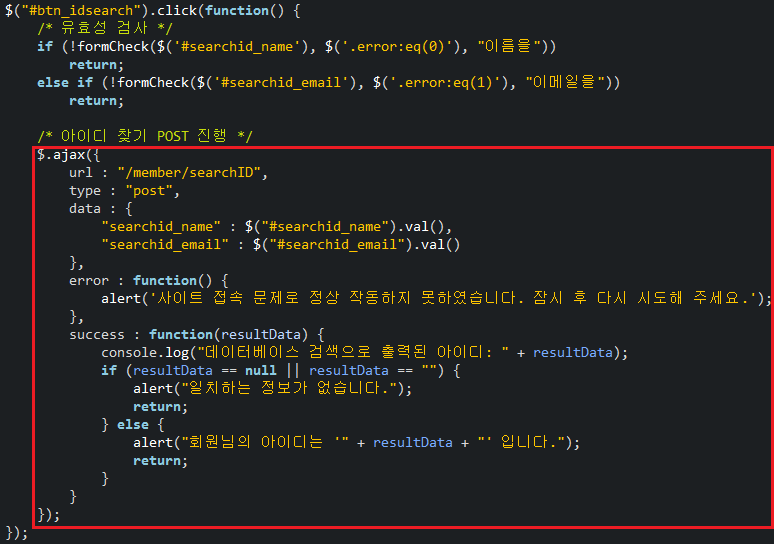 $("#btn_idsearch").click(function() {
    /* 유효성 검사 */
    if (!formCheck($('#searchid_name'), $('.error:eq(0)'), "이름을"))
        return;
    else if (!formCheck($('#searchid_email'), $('.error:eq(1)'), "이메일을"))
        return;

    /* 아이디 찾기 POST 진행 */
    $.ajax({
        url : "/member/searchID",
        type : "post",
        data : {
            "searchid_name" : $("#searchid_name").val(),
            "searchid_email" : $("#searchid_email").val()
        },
        error : function() {
            alert('사이트 접속 문제로 정상 작동하지 못하였습니다. 잠시 후 다시 시도해 주세요.');
        },
        success : function(resultData) {
            console.log("데이터베이스 검색으로 출력된 아이디: " + resultData);
            if (resultData == null || resultData == "") {
                alert("일치하는 정보가 없습니다.");
                return;
            } else {
                alert("회원님의 아이디는 '" + resultData + "' 입니다.");
                return;
            }
        }
    });
});